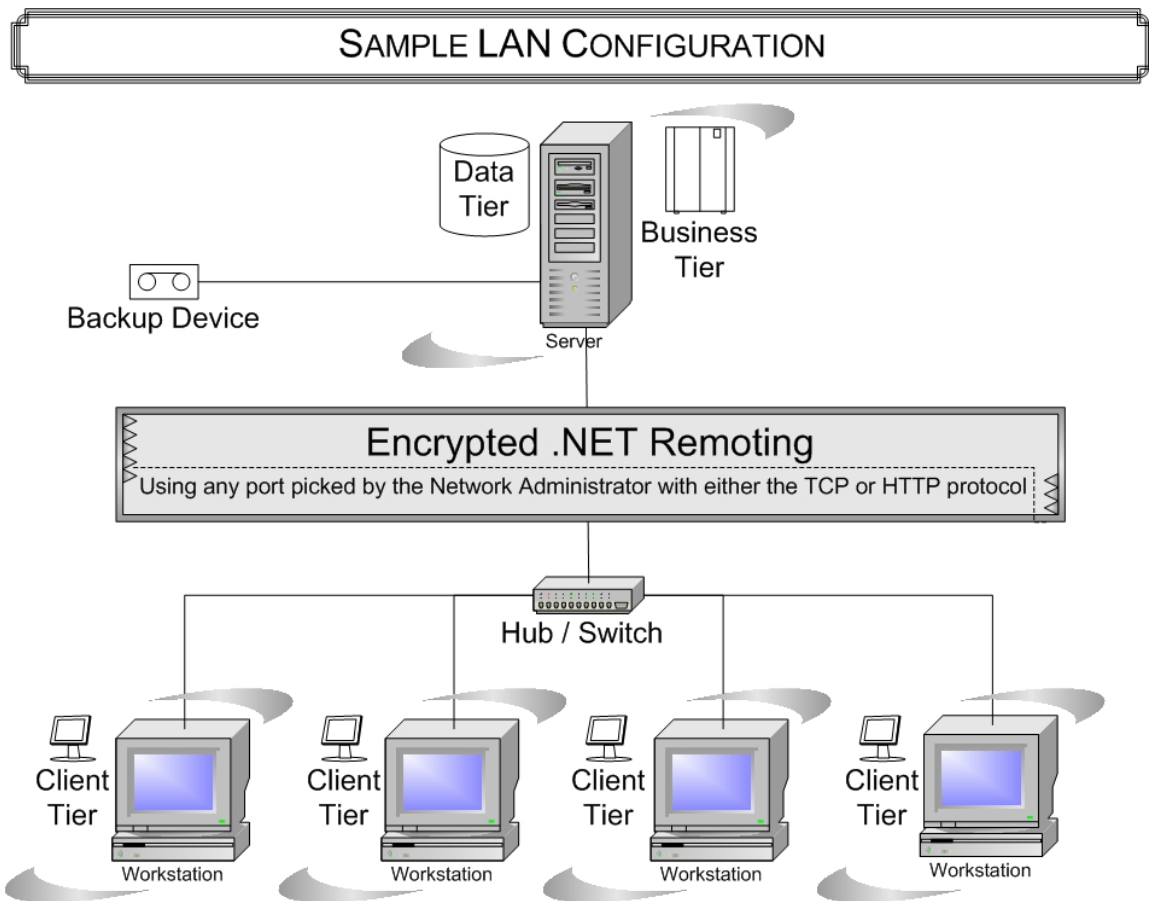 SAMPLE LAN CONFIGURATION
Data
Tier
Business
Tier
Backup Device
Server
Encrypted .NET Remoting
Using any port picked by the Network Administrator with either the TCP or HTTP protocol
Hub / Switch
Client
Tier
Workstation
Client
Tier
Workstation
Client
Tier
Workstation
Client
Tier
Workstation